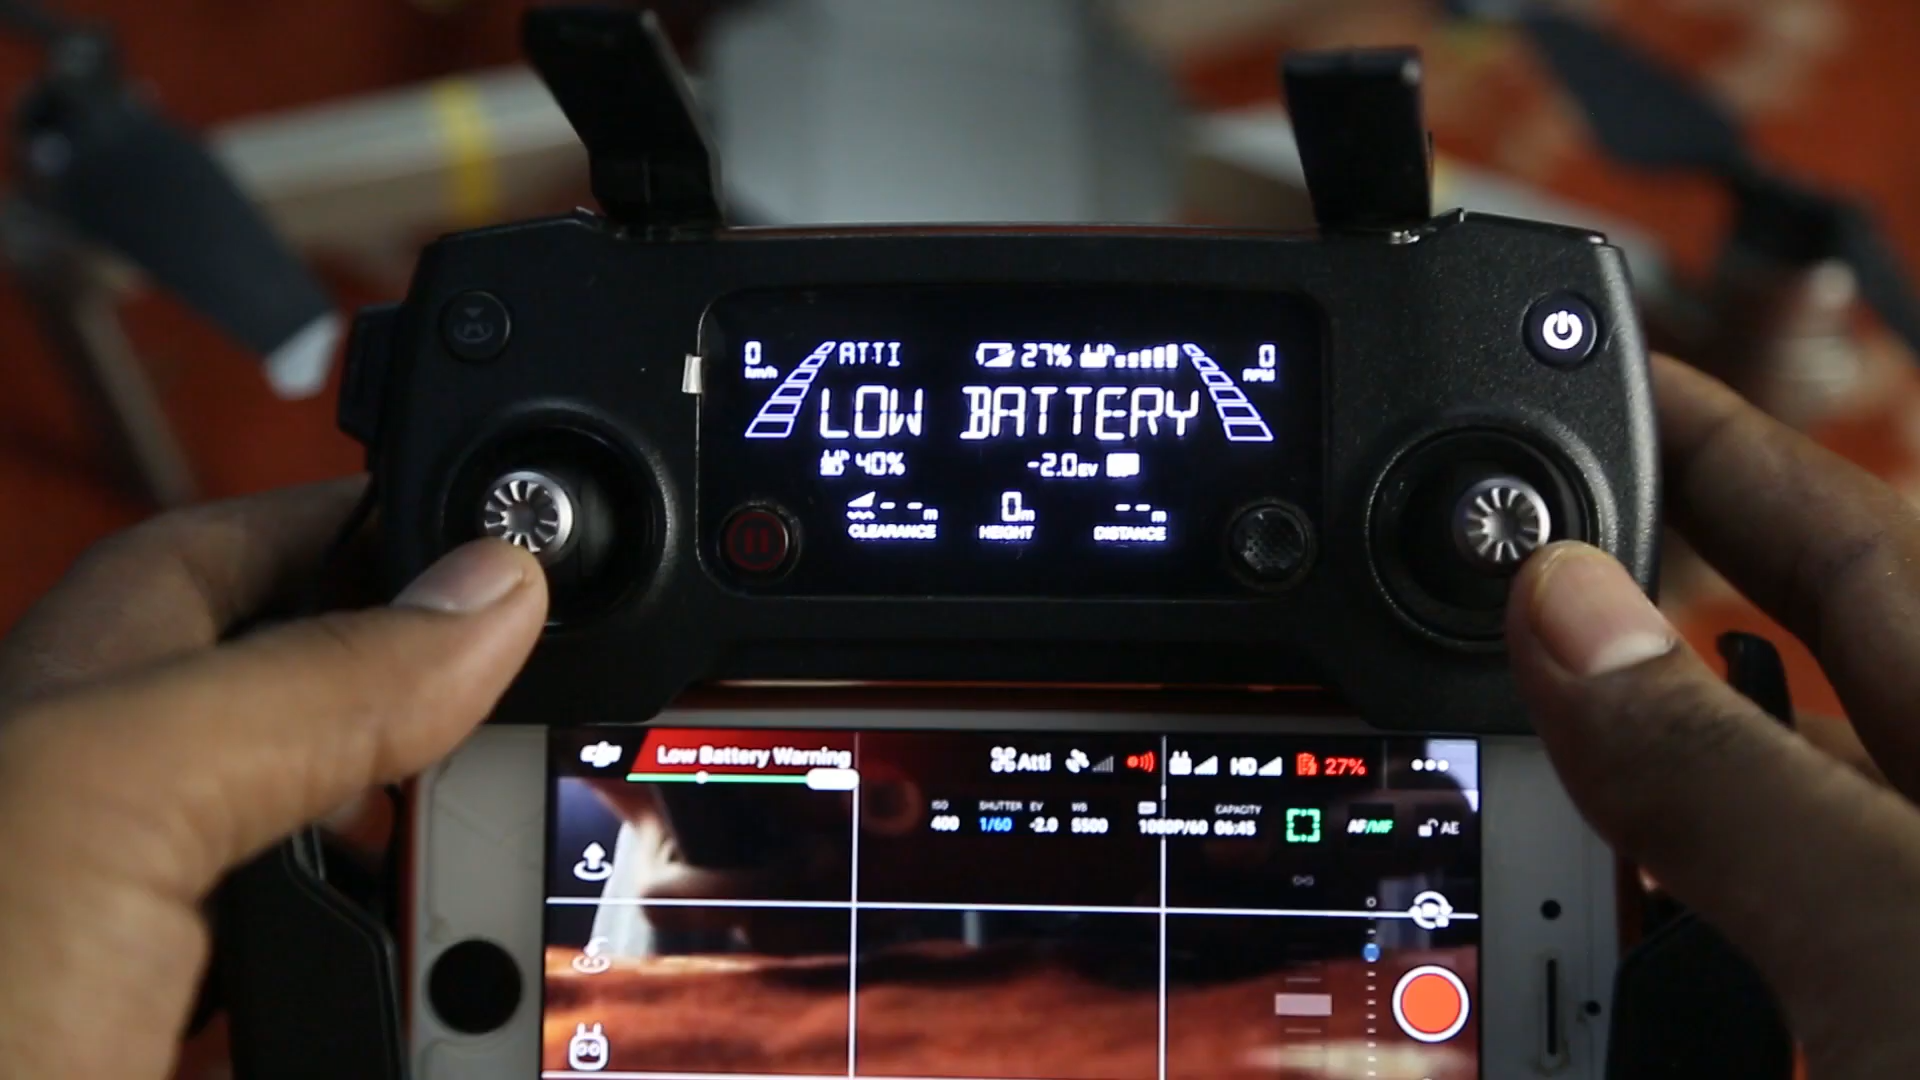 0 ATTI 27% 0
km/h RPM
LOW BATTERY
40% -2.0EV
--m 0m --m
CLEARANCE HEIGHT DISTANCE
dji Low Battery Warning Atti HD 27%
ISO SHUTTER EV WB CAPACITY
400 1/60 -2.0 5500 1080P/60 06:45 AF/MF AE